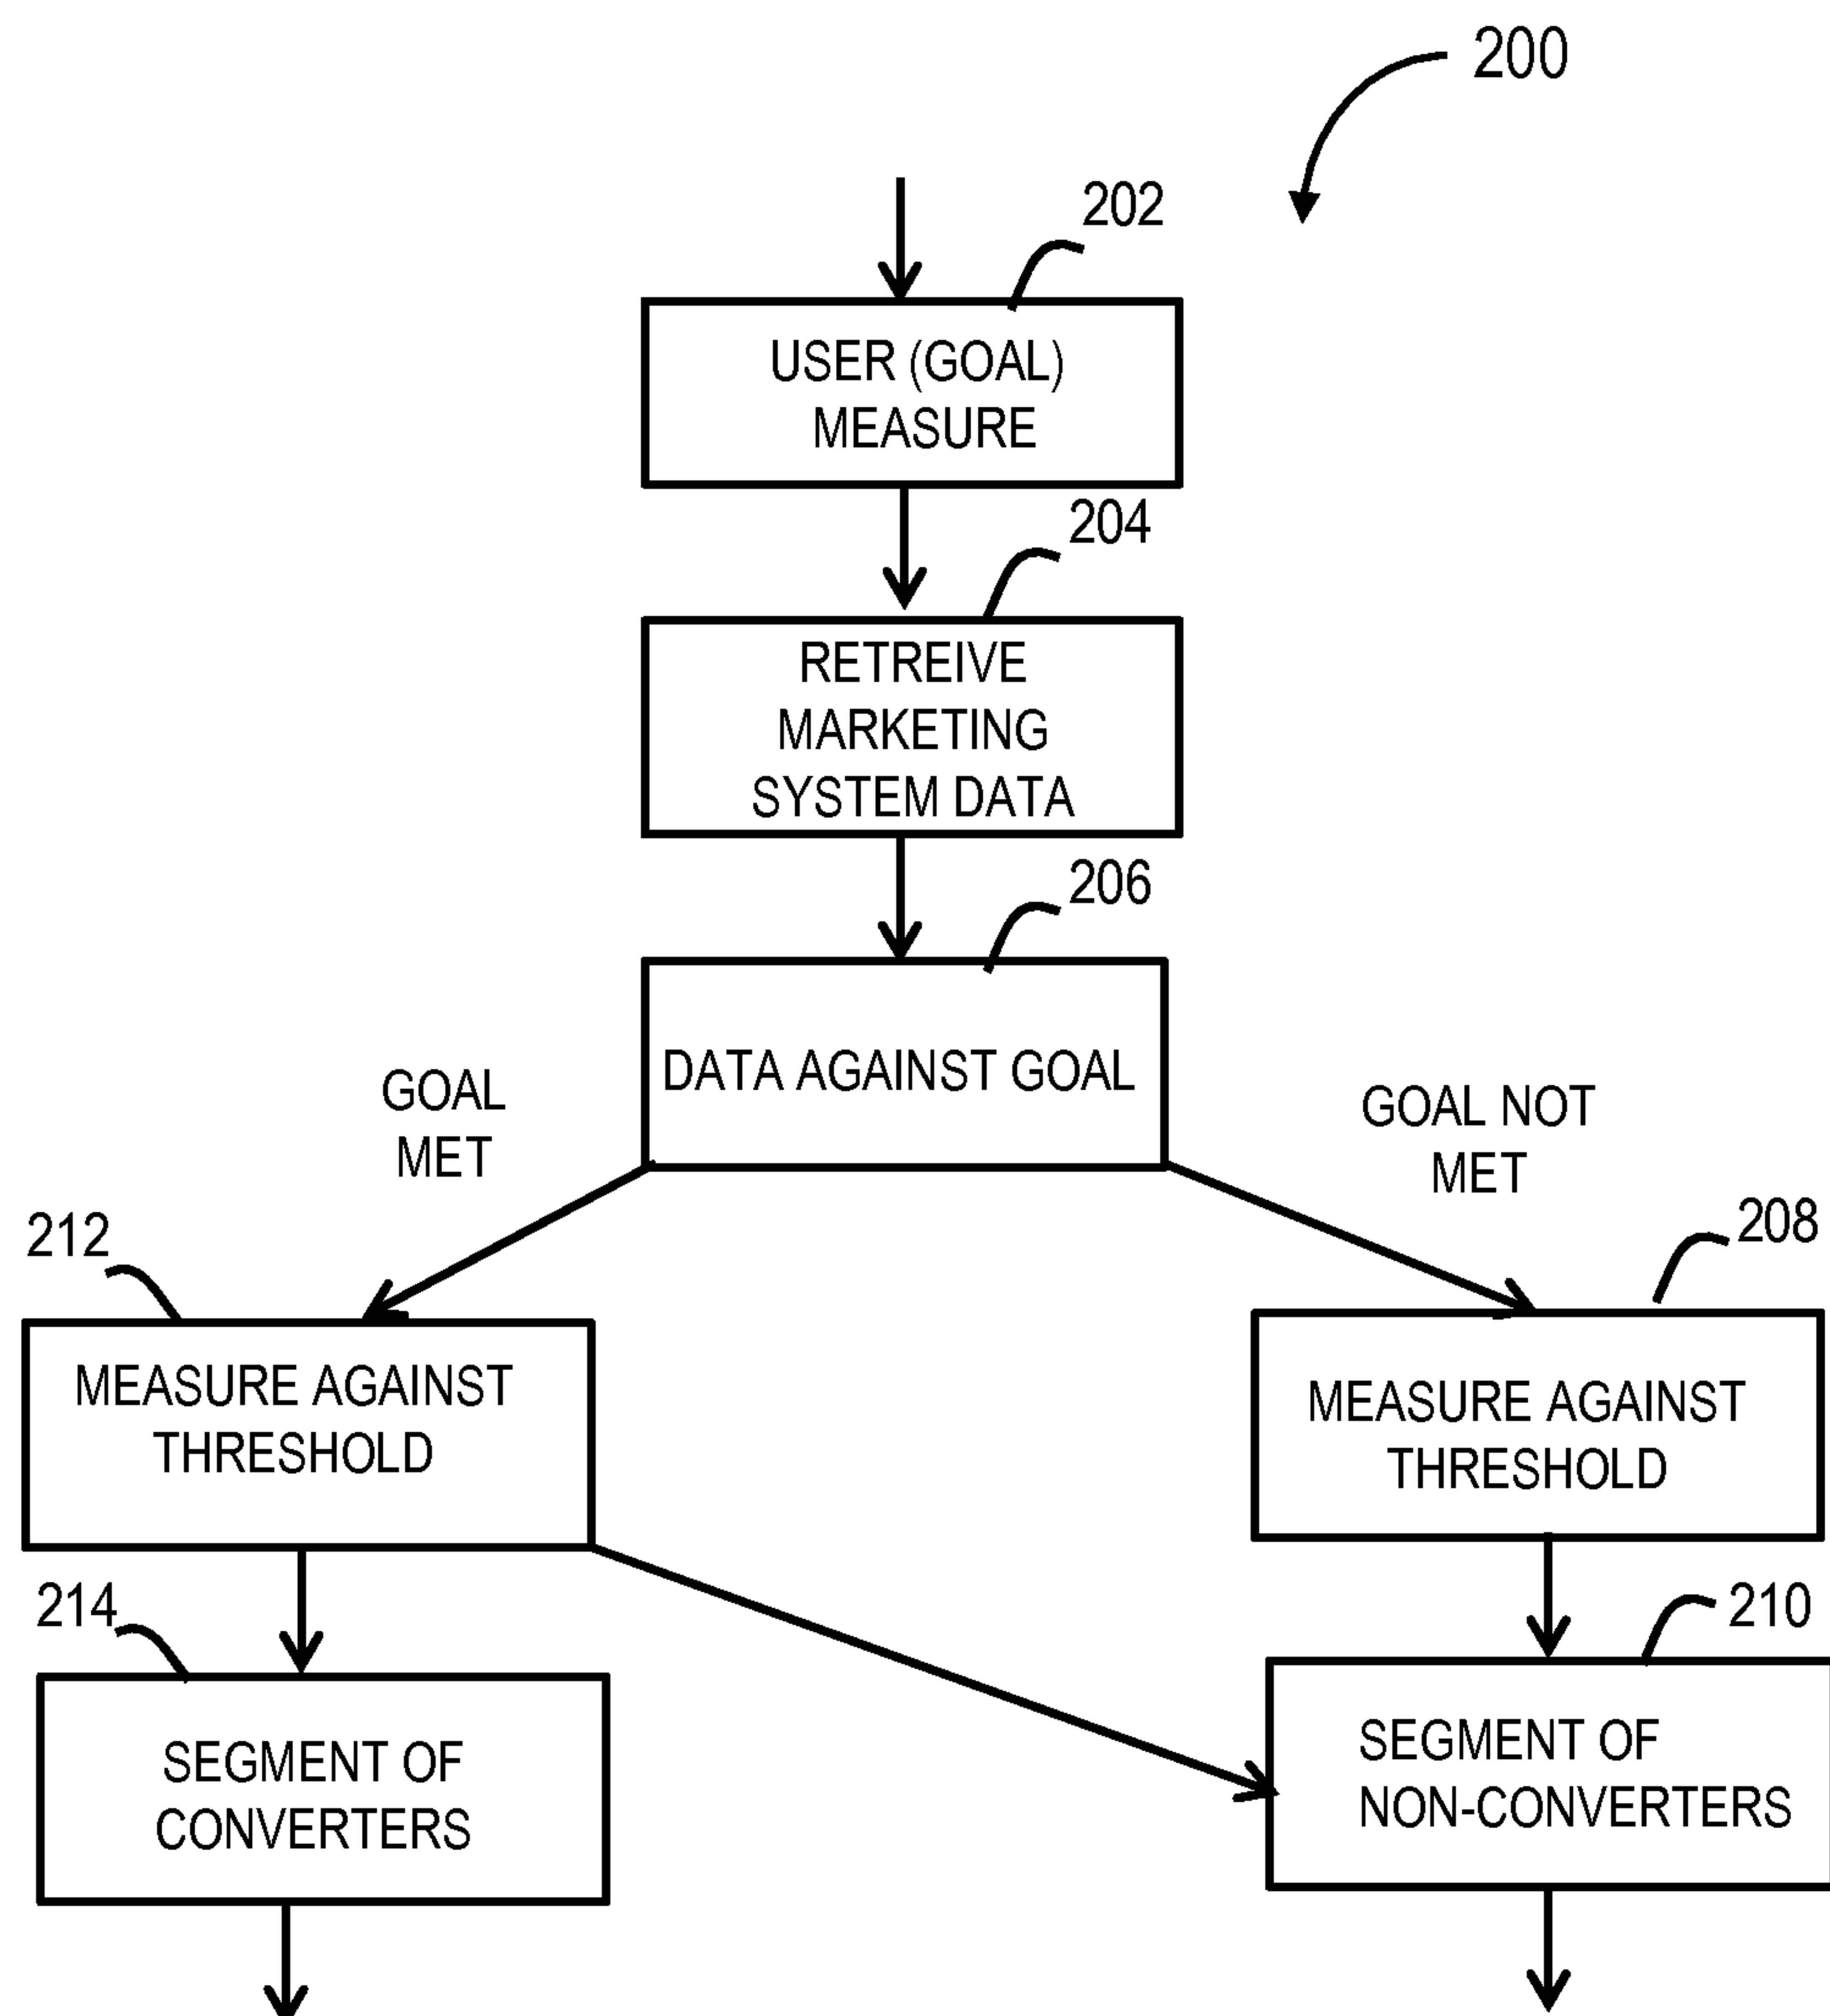 200
202
USER (GOAL)
MEASURE
204
RETREIVE
MARKETING
SYSTEM DATA
206
DATA AGAINST GOAL
GOAL
MET
GOAL NOT
MET
212
208
MEASURE AGAINST
THRESHOLD
MEASURE AGAINST
THRESHOLD
214
210
SEGMENT OF
CONVERTERS
SEGMENT OF
NON-CONVERTERS